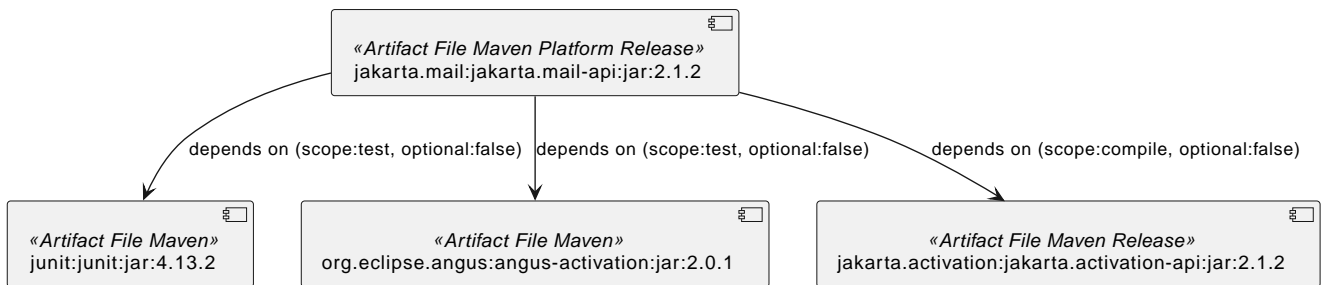 «Artifact File Maven Platform Release»
jakarta.mail:jakarta.mail-api:jar:2.1.2
depends on (scope:test, optional:false)
depends on (scope:test, optional:false)
depends on (scope:compile, optional:false)
«Artifact File Maven»
junit:junit:jar:4.13.2
«Artifact File Maven»
org.eclipse.angus:angus-activation:jar:2.0.1
«Artifact File Maven Release»
jakarta.activation:jakarta.activation-api:jar:2.1.2